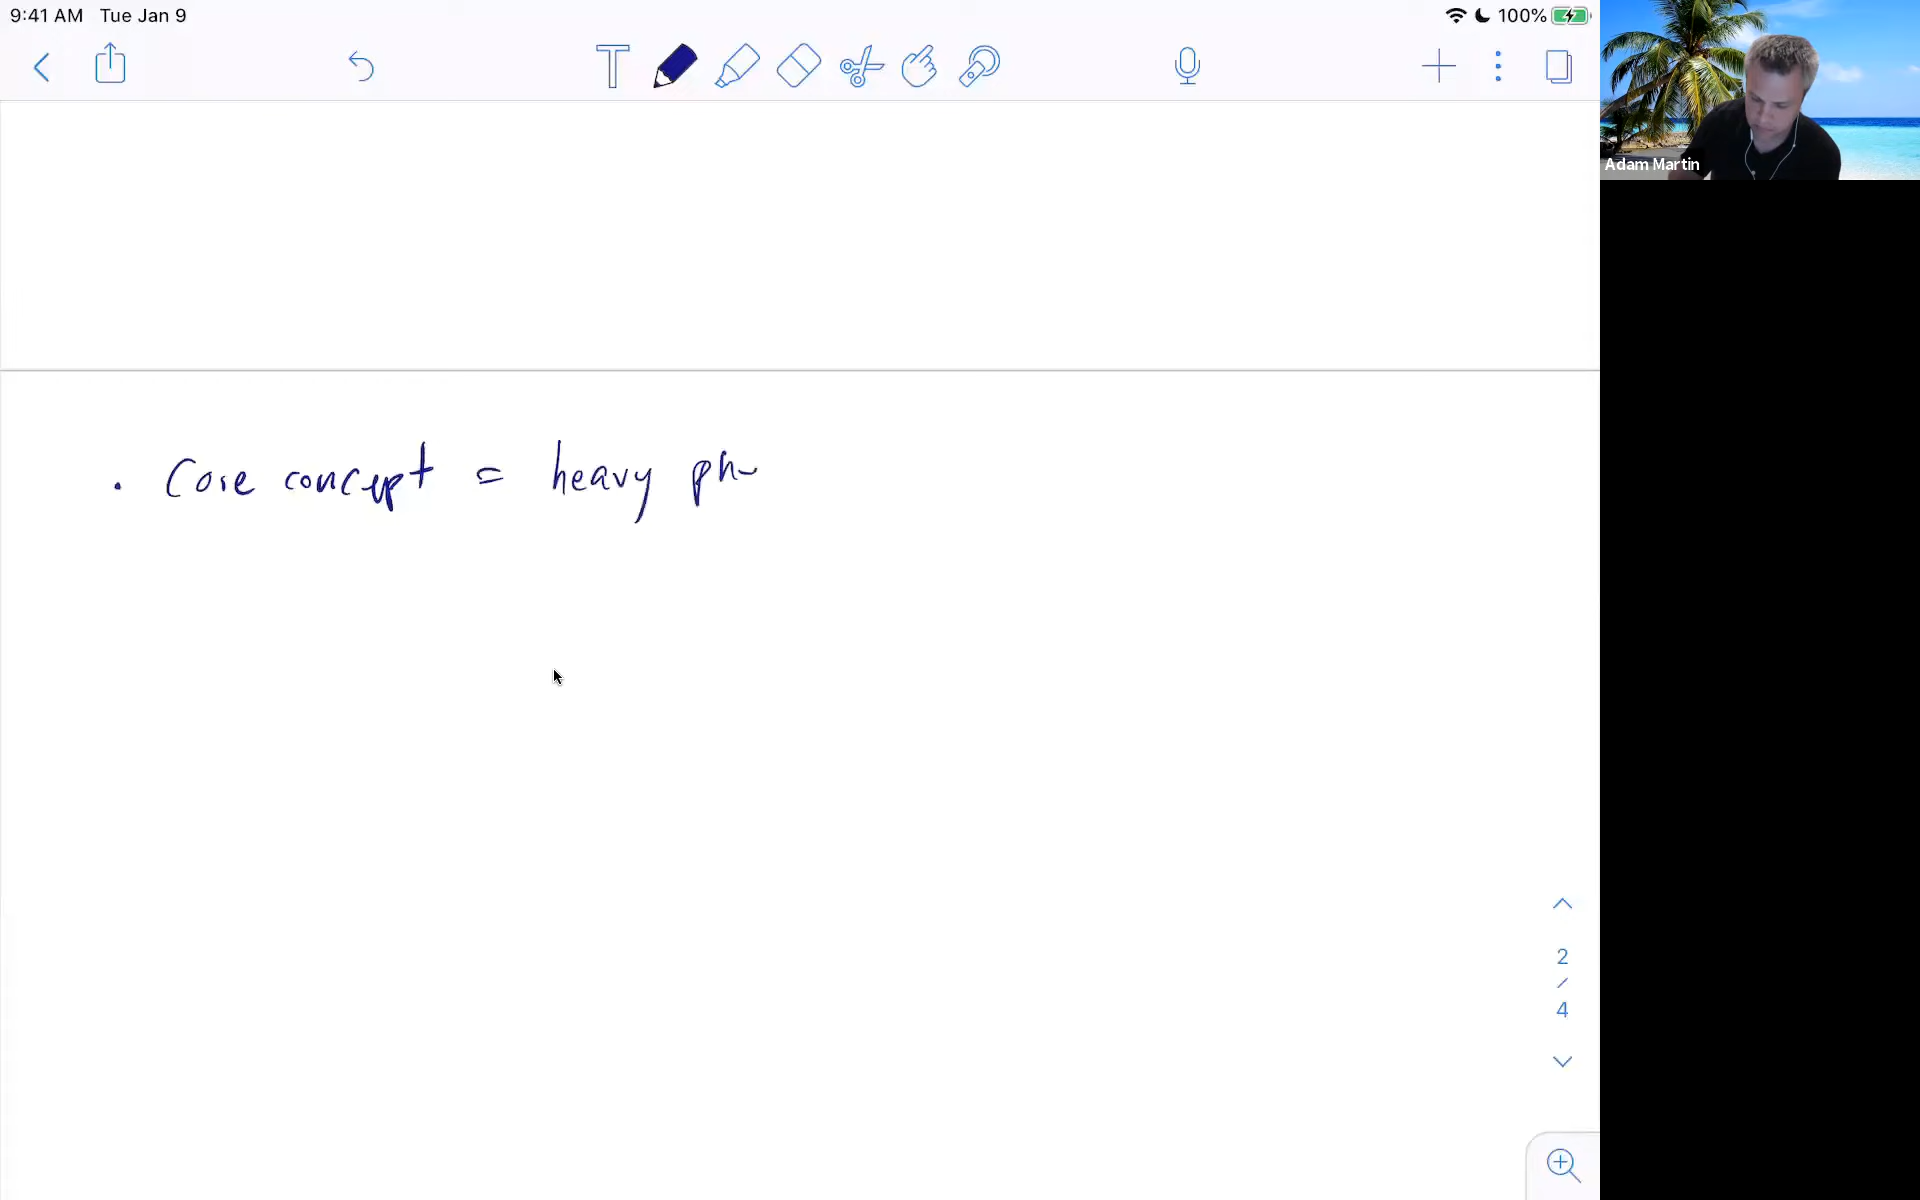 9:41 AM Tue Jan 9 100%
T
Adam Martin
. Core concept = heavy ph
2
/
4